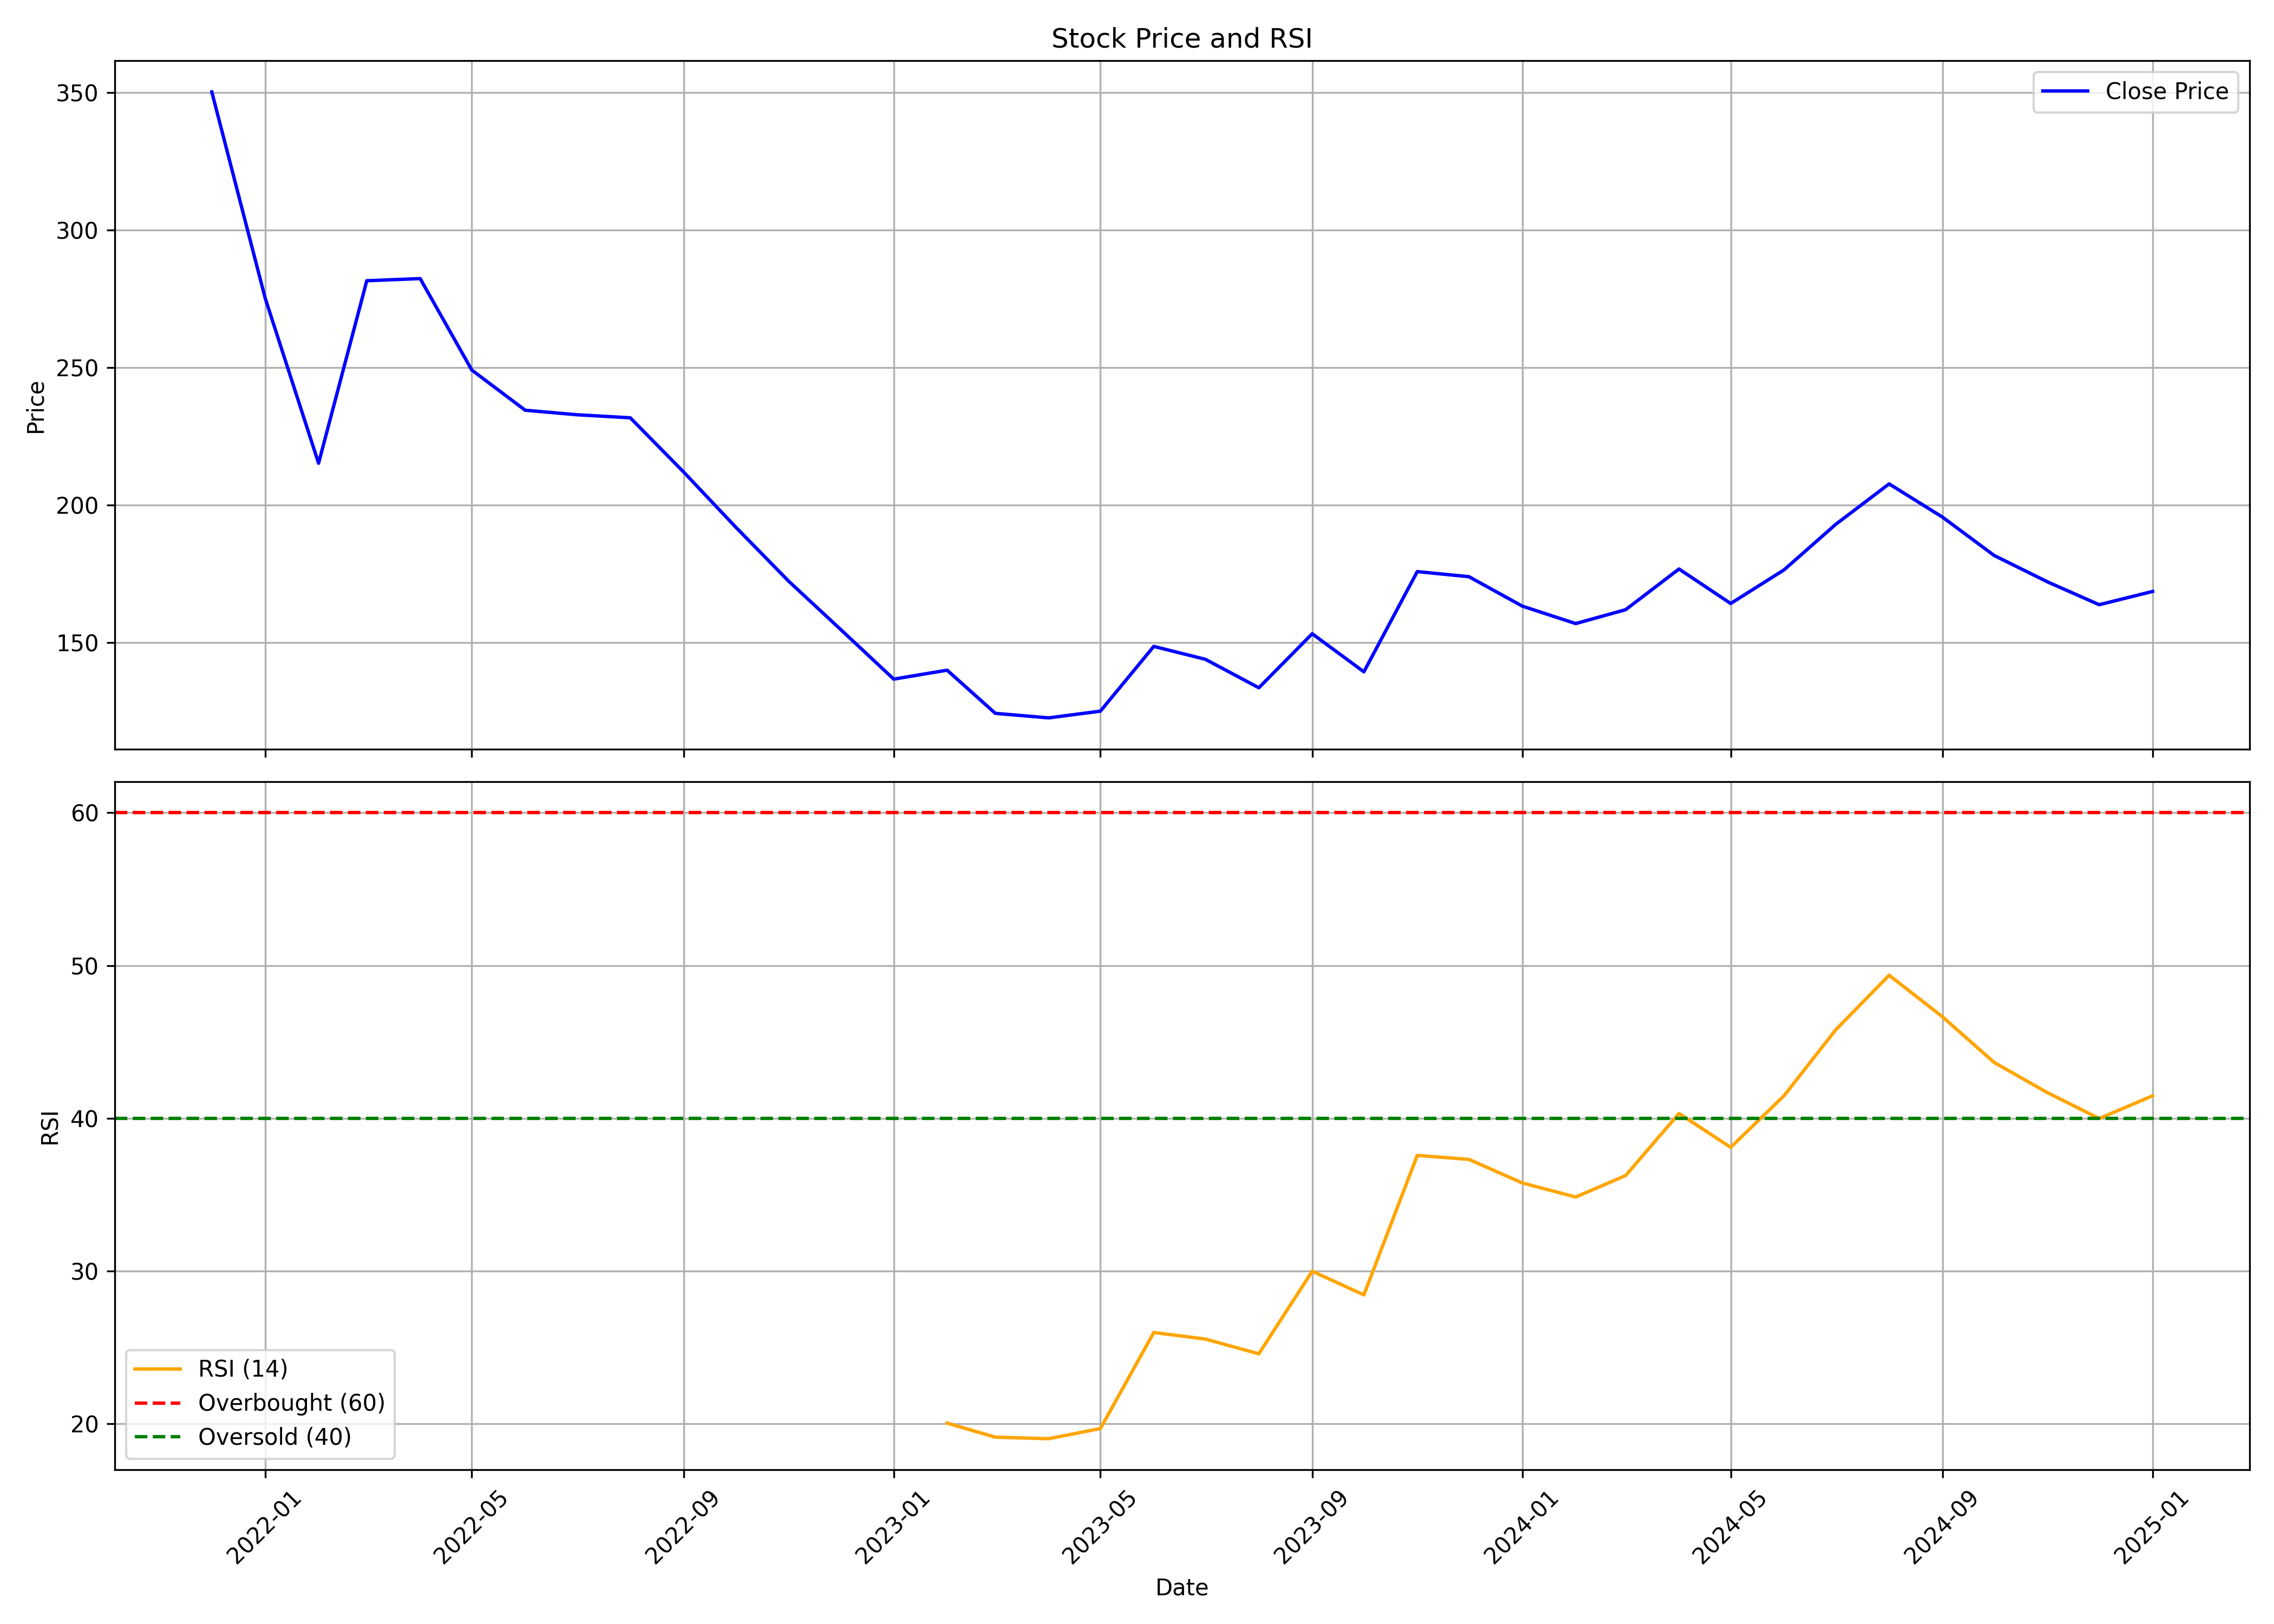 Stock Price and RSI
Close Price
350
300
250
200
150
Price
60
50
40
30
20
RSI
RSI (14)
Overbought (60)
Oversold (40)
2022-01
2022-05
2022-09
2023-01
2023-05
2023-09
2024-01
2024-05
2024-09
2025-01
Date